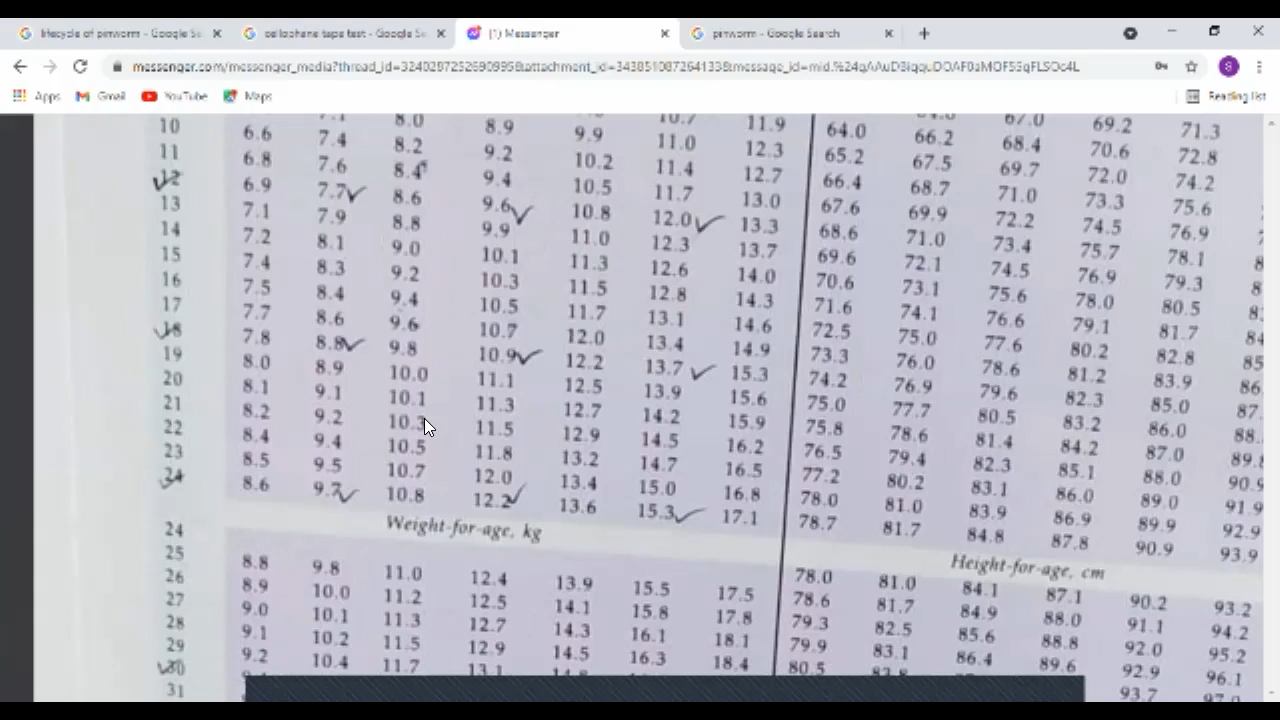 lifecycle of pinworm - Google Se
cellophane tape test - Google Se
(1) Messenger
pinworm - Google Search
Apps
Gmail
YouTube
Maps
Reading list
67.0 69.2 71.3
10.7 11.9 64.0 66.2 68.4 70.6 72.8
8.0 8.9 9.9 11.0 12.3 65.2 67.5 69.7 72.0 74.2
10 6.6 7.4 8.2 9.2 10.2 11.4 12.7 66.4 68.7 71.0 73.3 75.6
11 6.8 7.6 8.4 9.4 10.5 11.7 13.0 67.6 69.9 72.2 74.5 76.9
12 6.9 7.7 8.6 9.6 10.8 12.0 13.3 68.6 71.0 73.4 75.7 78.1
13 7.1 7.9 8.8 9.9 11.0 12.3 13.7 69.6 72.1 74.5 76.9 79.3
14 7.2 8.1 9.0 10.1 11.3 12.6 14.0 70.6 73.1 75.6 78.0 80.5
15 7.4 8.3 9.2 10.3 11.5 12.8 14.3 71.6 74.1 76.6 79.1 81.7
16 7.5 8.4 9.4 10.5 11.7 13.1 14.6 72.5 75.0 77.6 80.2 82.8
17 7.7 8.6 9.6 10.7 12.0 13.4 14.9 73.3 76.0 78.6 81.2 83.9
18 7.8 8.8 9.8 10.9 12.2 13.7 15.3 74.2 76.9 79.6 82.3 85.0
19 8.0 8.9 10.0 11.1 12.5 13.9 15.6 75.0 77.7 80.5 83.2 86.0
20 8.1 9.1 10.1 11.3 12.7 14.2 15.9 75.8 78.6 81.4 84.2 87.0
21 8.2 9.2 10.3 11.5 12.9 14.5 16.2 76.5 79.4 82.3 85.1 88.0 90.9
22 8.4 9.4 10.5 11.8 13.2 14.7 16.5 77.2 80.2 83.1 86.0 89.0 91.9
23 8.5 9.5 10.7 12.0 13.4 15.0 16.8 78.0 81.0 83.9 86.9 89.9 92.9
24 8.6 9.7 10.8 12.2 13.6 15.3 17.1 78.7 81.7 84.8 87.8 90.9 93.9
Weight-for-age, kg Height-for-age, cm
24 78.0 81.0 84.1 87.1 90.2 93.2
25 8.8 9.8 11.0 12.4 13.9 15.5 17.5 78.6 81.7 84.9 88.0 91.1 94.2
26 8.9 10.0 11.2 12.5 14.1 15.8 17.8 79.3 82.5 85.6 88.8 92.0 95.2
27 9.0 10.1 11.3 12.7 14.3 16.1 18.1 79.9 83.1 86.4 89.6 92.9 96.1
28 9.1 10.2 11.5 12.9 14.5 16.3 18.4 80.5 93.7
29 9.2 10.4 11.7 13.1
30
31